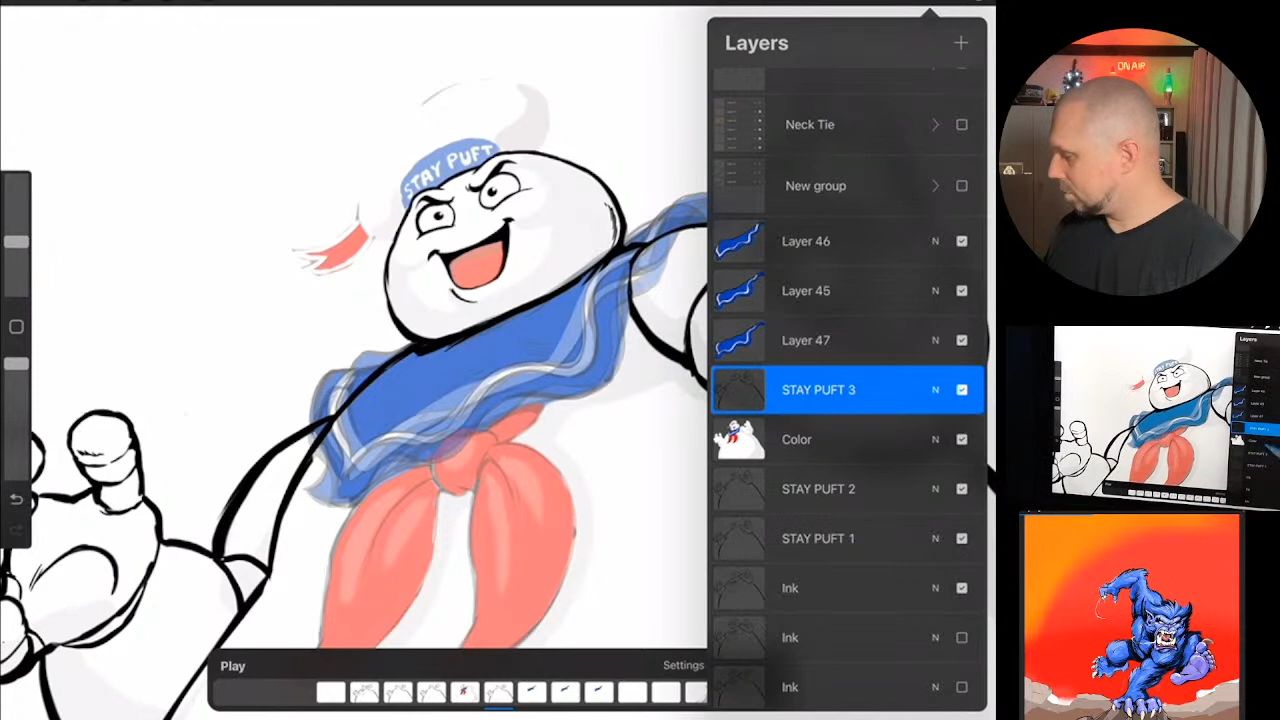 Layers
Neck Tie
New group
Layer 46 N
Layer 45 N
Layer 47 N
STAY PUFT 3 N
Color N
STAY PUFT 2 N
STAY PUFT 1 N
Ink N
Ink N
Ink N
STAY PUFT
Play Settings
ON AIR
Layers